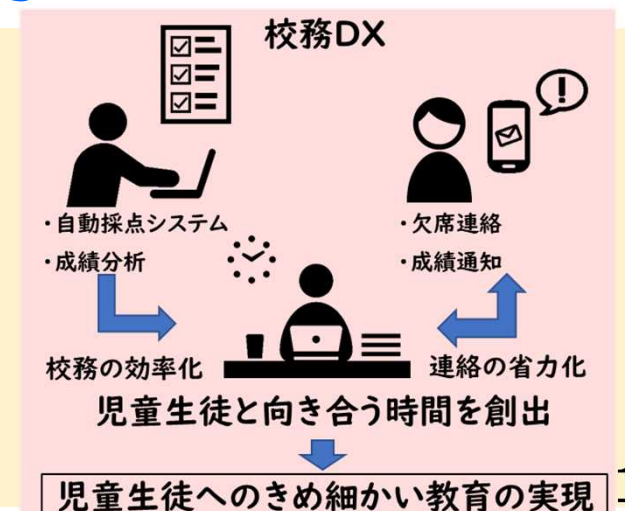 校務DX
・自動採点システム
・成績分析
・欠席連絡
・成績通知
校務の効率化
連絡の省力化
児童生徒と向き合う時間を創出
児童生徒へのきめ細かい教育の実現